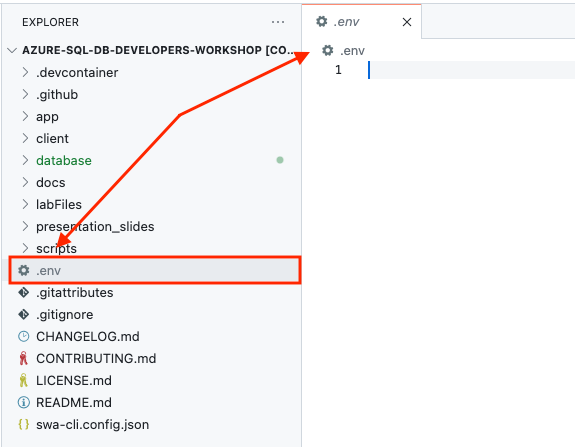 EXPLORER
AZURE-SQL-DB-DEVELOPERS-WORKSHOP [CO...
.devcontainer
.github
app
client
database
docs
labFiles
presentation_slides
scripts
.env
.gitattributes
.gitignore
CHANGELOG.md
CONTRIBUTING.md
LICENSE.md
README.md
swa-cli.config.json
.env
.env
1